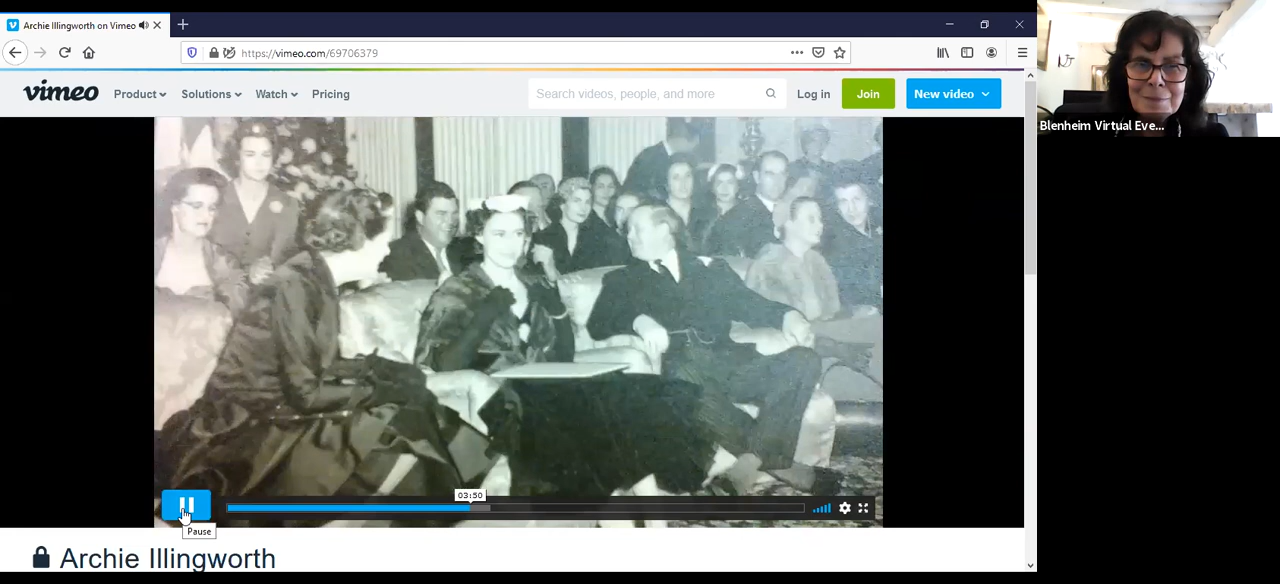 Archie Illingworth on Vimeo
https://vimeo.com/69706379
vimeo
Product
Solutions
Watch
Pricing
Search videos, people, and more
Log in
Join
New video
Blenheim Virtual Eve...
03:50
Pause
Archie Illingworth